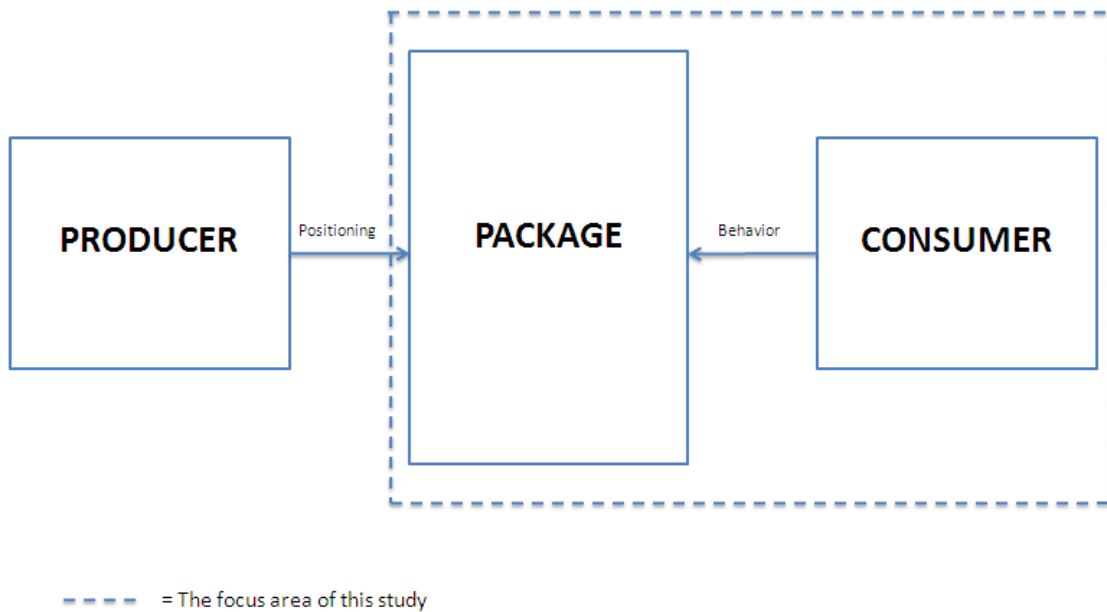 PRODUCER
Positioning
PACKAGE
Behavior
CONSUMER
= The focus area of this study